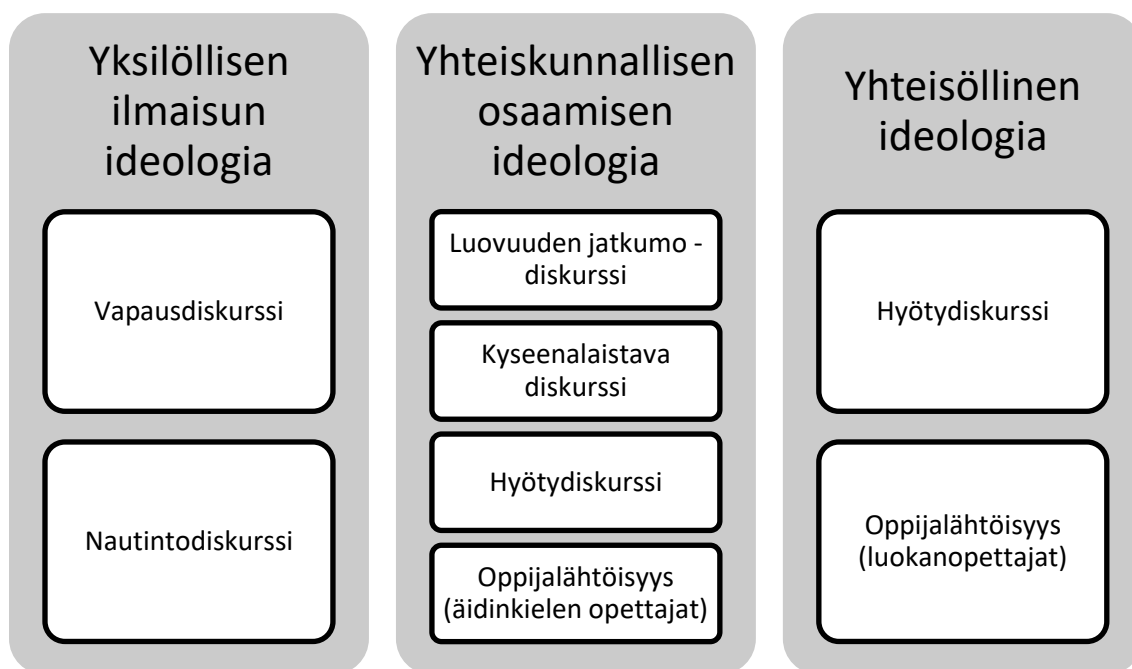 Yksilöllisen
ilmaisun
ideologia
Vapausdiskurssi
Nautintodiskurssi
Yhteiskunnallisen
osaamisen
ideologia
Luovuuden jatkumo -
diskurssi
Kyseenalaistava
diskurssi
Hyötydiskurssi
Oppijalähtöisyys
(äidinkielen opettajat)
Yhteisöllinen
ideologia
Hyötydiskurssi
Oppijalähtöisyys
(luokanopettajat)